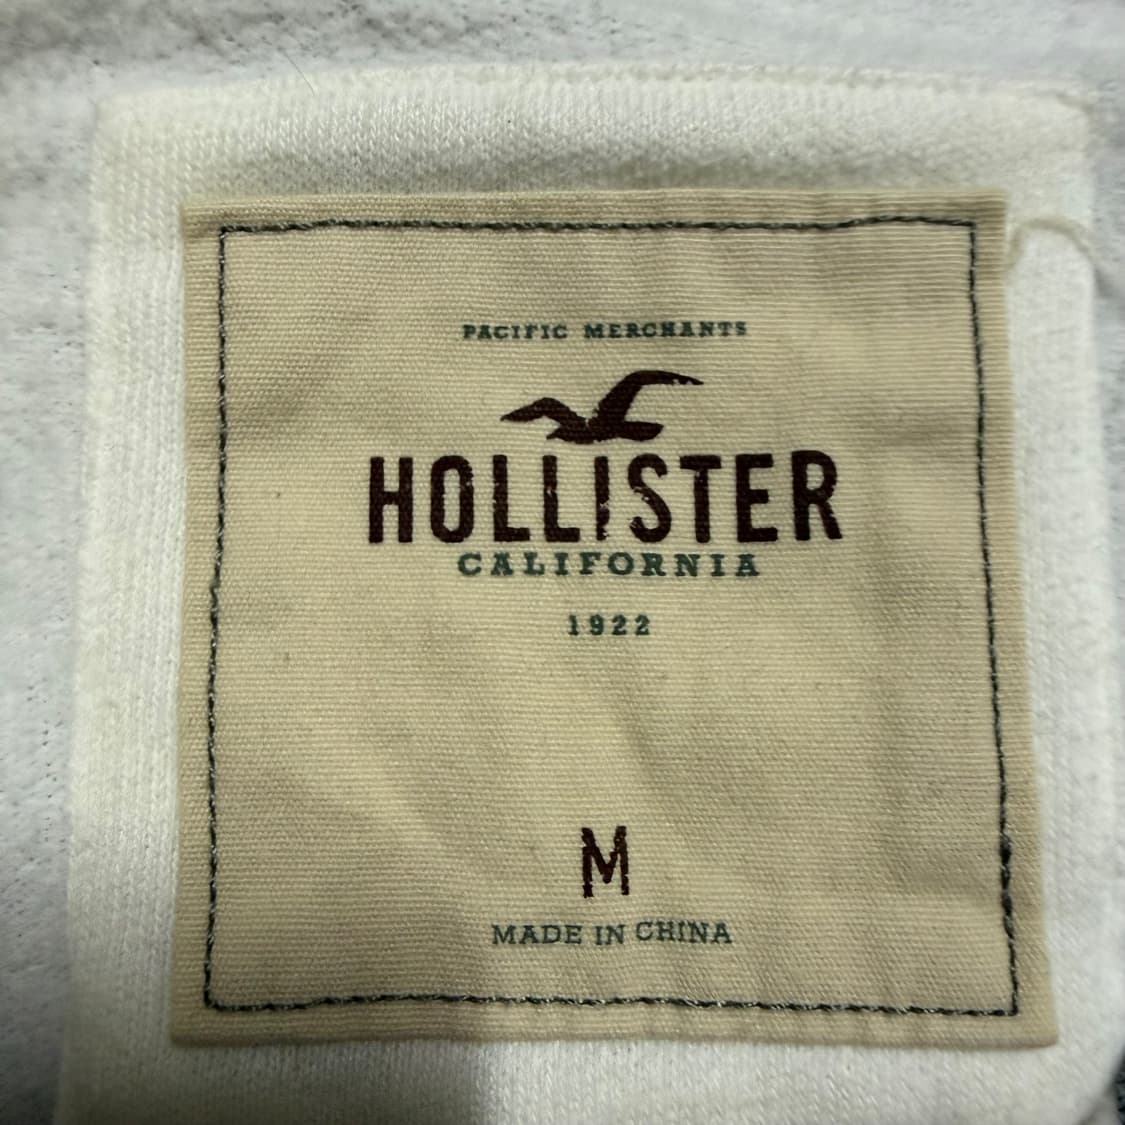 PACIFIC MERCHANTS
HOLLISTER
CALIFORNIA
1922
M
MADE IN CHINA